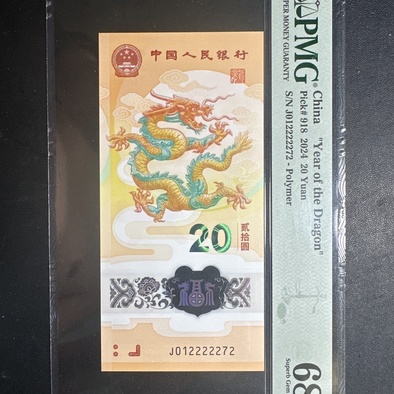 中国人民银行
20
贰拾圆
福
J012222272
PMG
PER MONEY GUARANTY
China "Year of the Dragon"
Pick# 918 2024 20 Yuan
S/N J012222272 - Polymer
68
Superb Gem